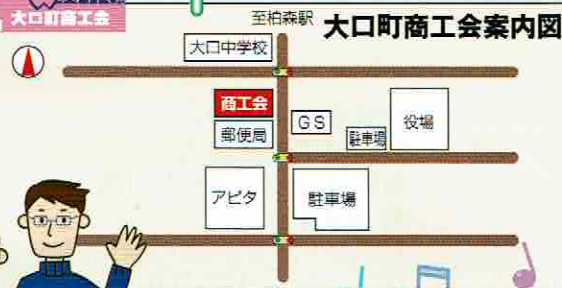 大口町商工会
至柏森駅
大口町商工会案内図
大口中学校
商工会
郵便局
GS
駐車場
役場
アピタ
駐車場